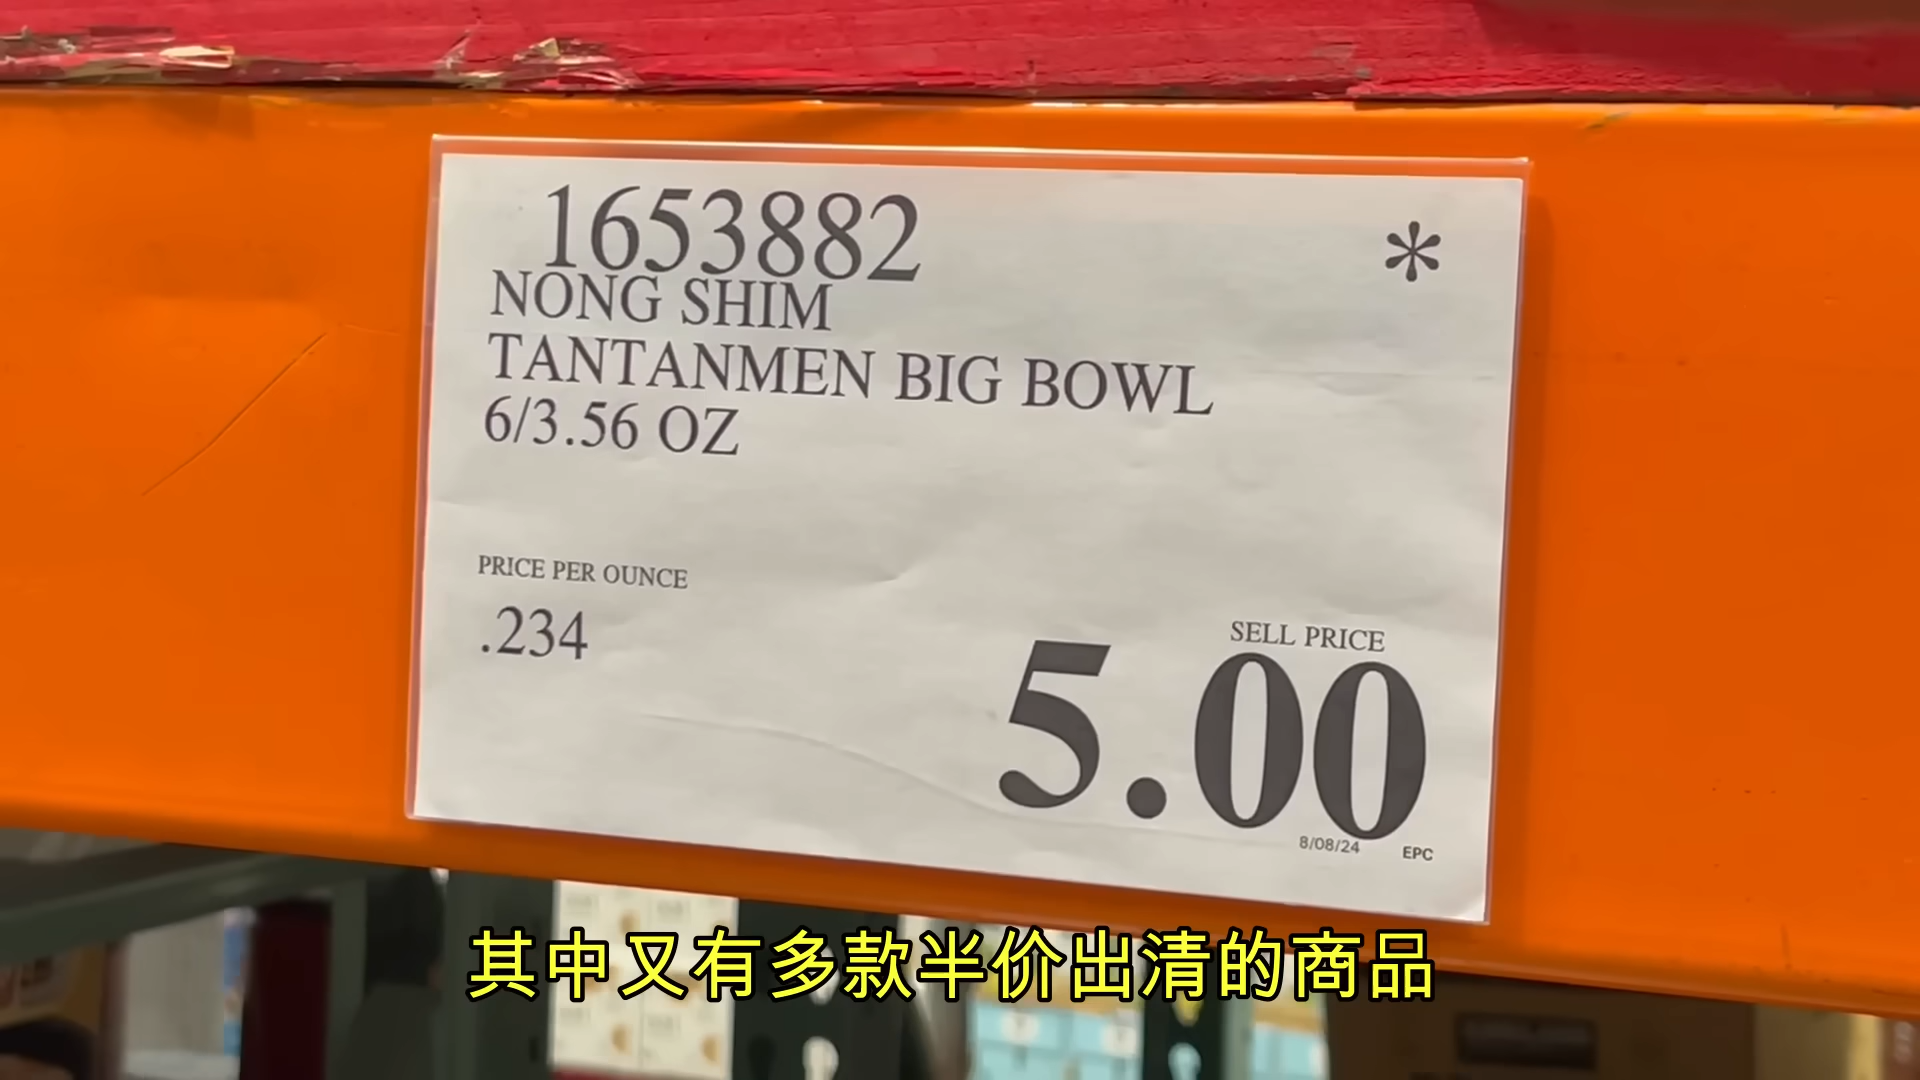 1653882
*
NONG SHIM
TANTANMEN BIG BOWL
6/3.56 OZ
PRICE PER OUNCE
.234
SELL PRICE
5.00
8/08/24 EPC
其中又有多款半价出清的商品